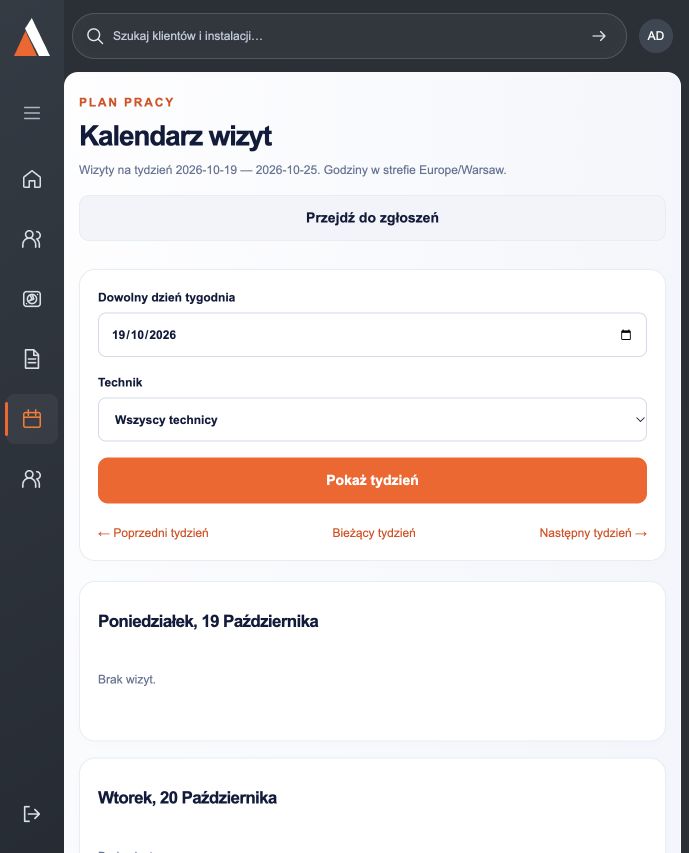 Szukaj klientów i instalacji...
AD
PLAN PRACY
Kalendarz wizyt
Wizyty na tydzień 2026-10-19 — 2026-10-25. Godziny w strefie Europe/Warsaw.
Przejdź do zgłoszeń
Dowolny dzień tygodnia
19/10/2026
Technik
Wszyscy technicy
Pokaż tydzień
← Poprzedni tydzień
Bieżący tydzień
Następny tydzień →
Poniedziałek, 19 Października
Brak wizyt.
Wtorek, 20 Października